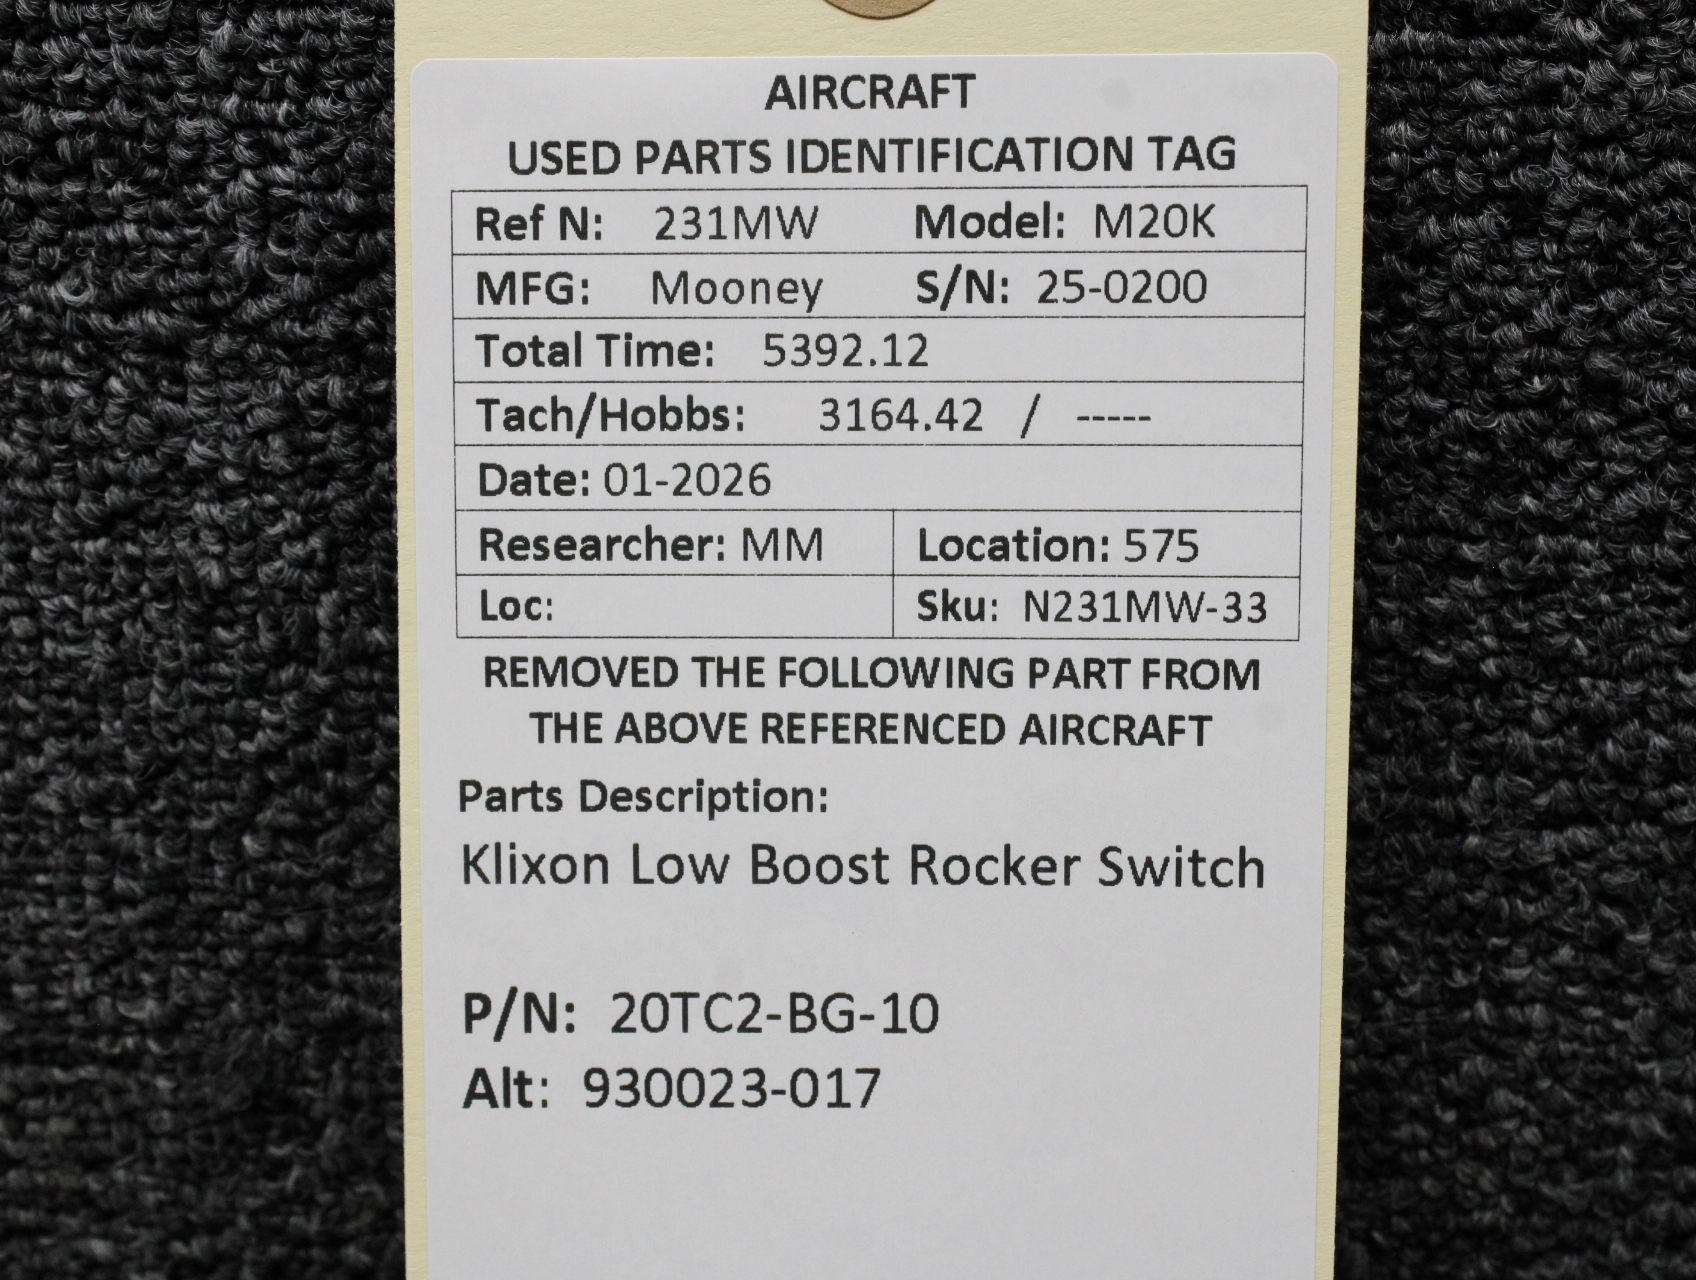 AIRCRAFT
USED PARTS IDENTIFICATION TAG
Ref N: 231MW Model: M20K
MFG: Mooney S/N: 25-0200
Total Time: 5392.12
Tach/Hobbs: 3164.42 / -----
Date: 01-2026
Researcher: MM Location: 575
Loc: Sku: N231MW-33
REMOVED THE FOLLOWING PART FROM
THE ABOVE REFERENCED AIRCRAFT
Parts Description:
Klixon Low Boost Rocker Switch
P/N: 20TC2-BG-10
Alt: 930023-017